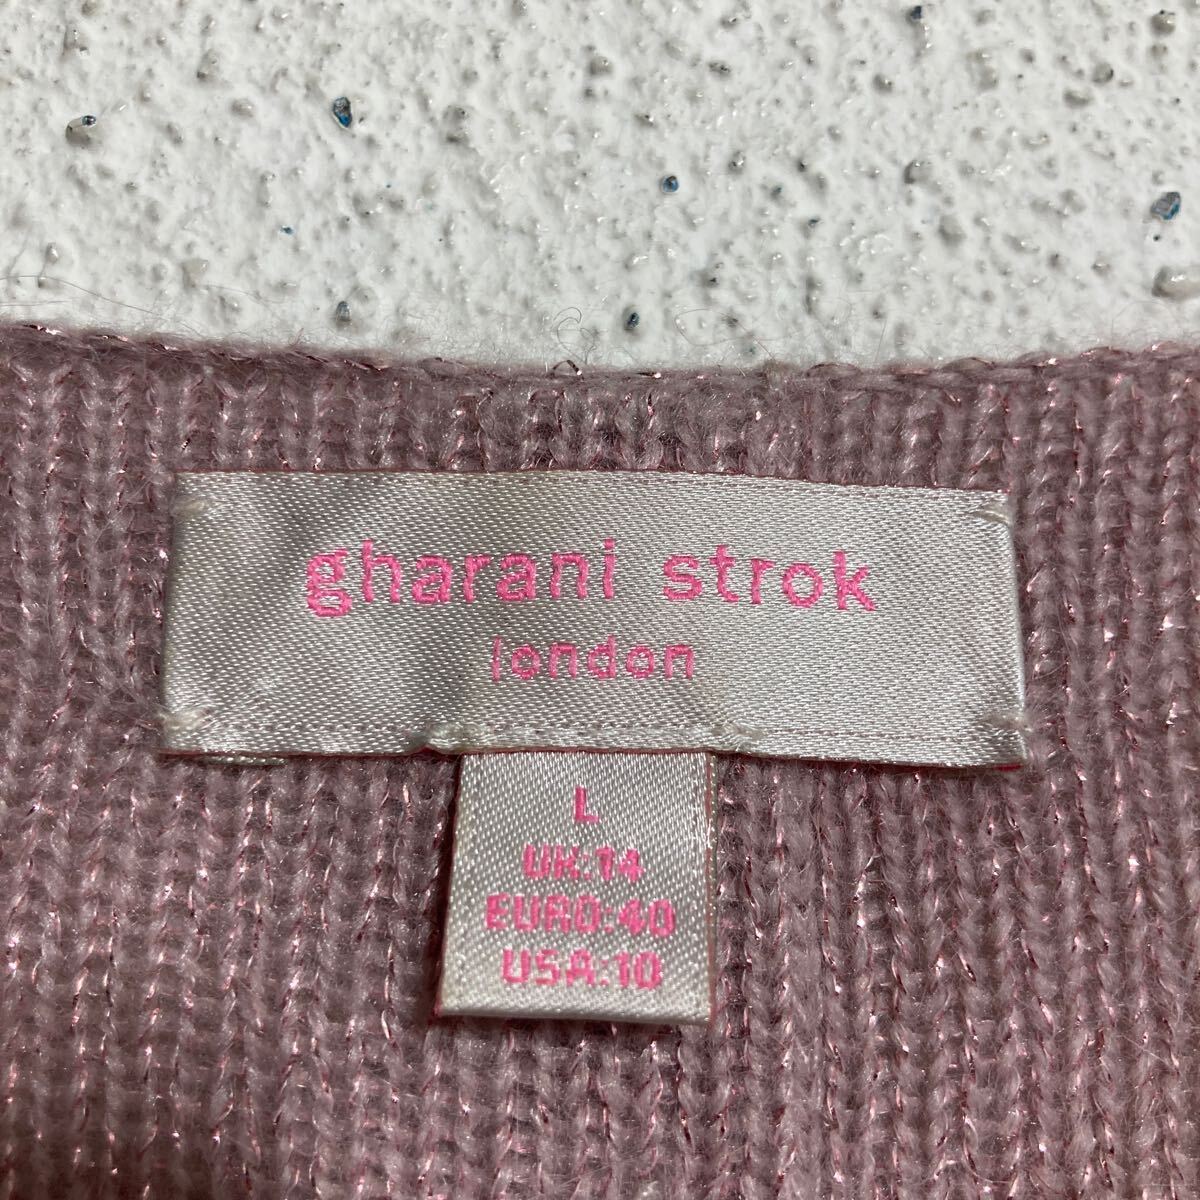 gharani strok
london
L
UK:14
EURO:40
USA:10